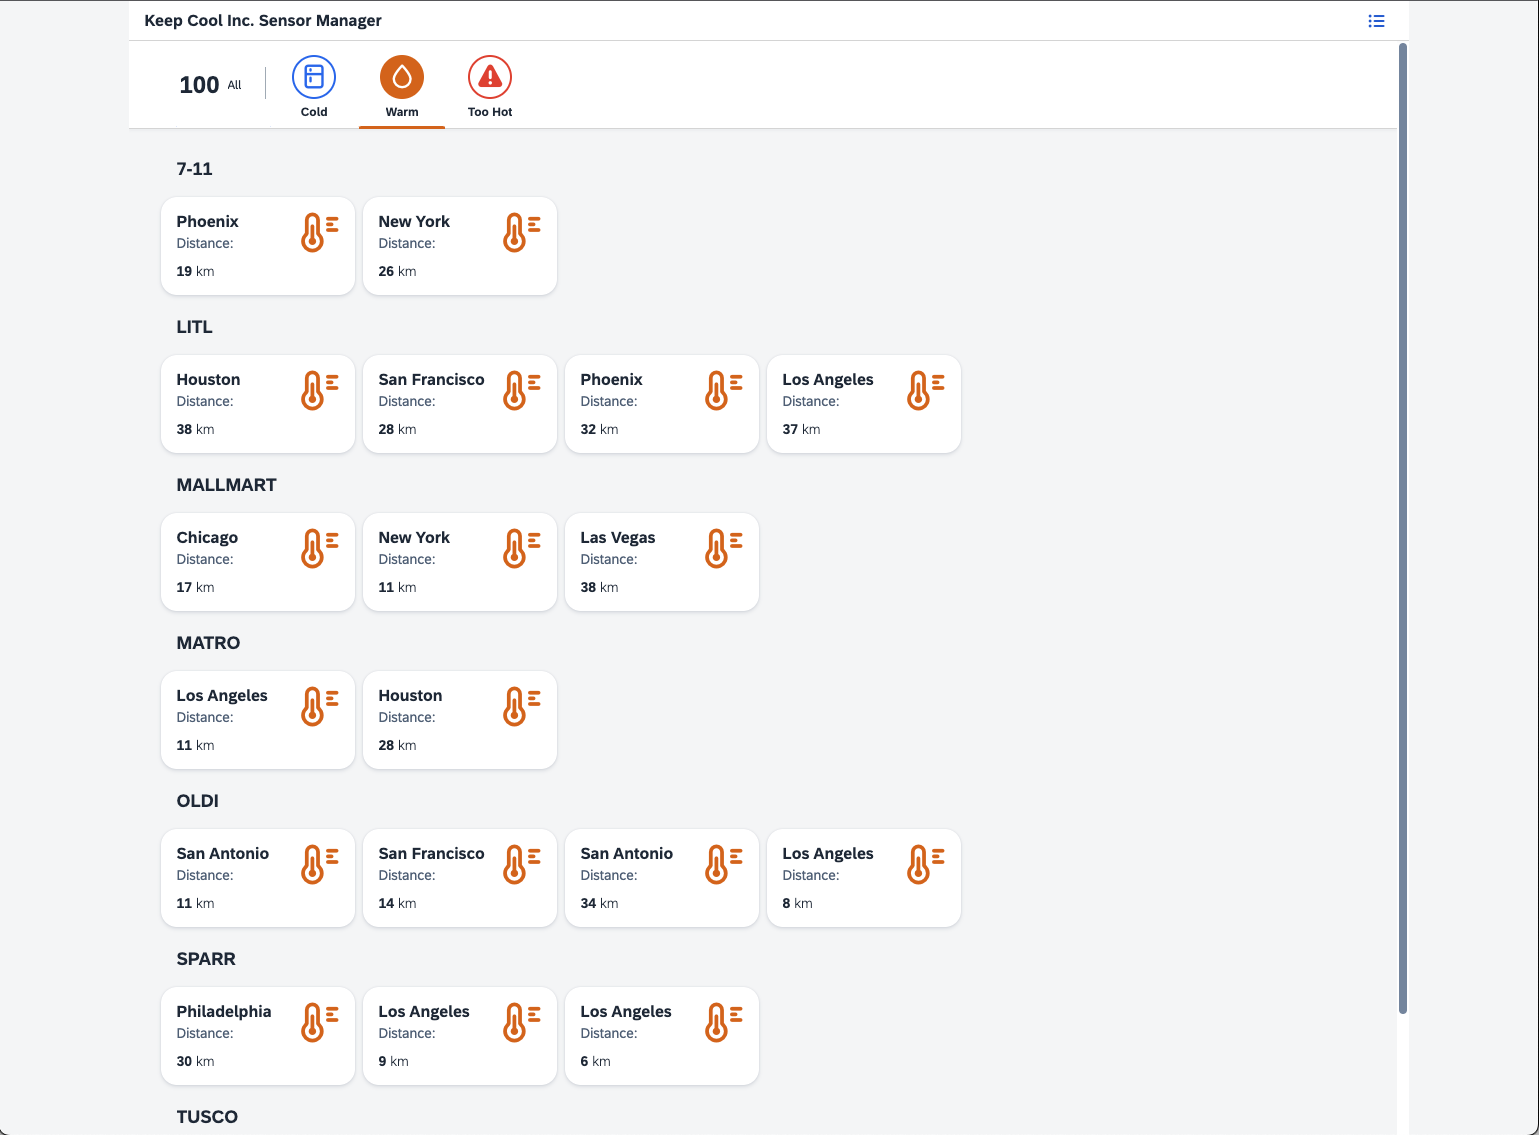 Keep Cool Inc. Sensor Manager
100 All
Cold
Warm
Too Hot
7-11
Phoenix
Distance:
19 km
New York
Distance:
26 km
LITL
Houston
Distance:
38 km
San Francisco
Distance:
28 km
Phoenix
Distance:
32 km
Los Angeles
Distance:
37 km
MALLMART
Chicago
Distance:
17 km
New York
Distance:
11 km
Las Vegas
Distance:
38 km
MATRO
Los Angeles
Distance:
11 km
Houston
Distance:
28 km
OLDI
San Antonio
Distance:
11 km
San Francisco
Distance:
14 km
San Antonio
Distance:
34 km
Los Angeles
Distance:
8 km
SPARR
Philadelphia
Distance:
30 km
Los Angeles
Distance:
9 km
Los Angeles
Distance:
6 km
TUSCO